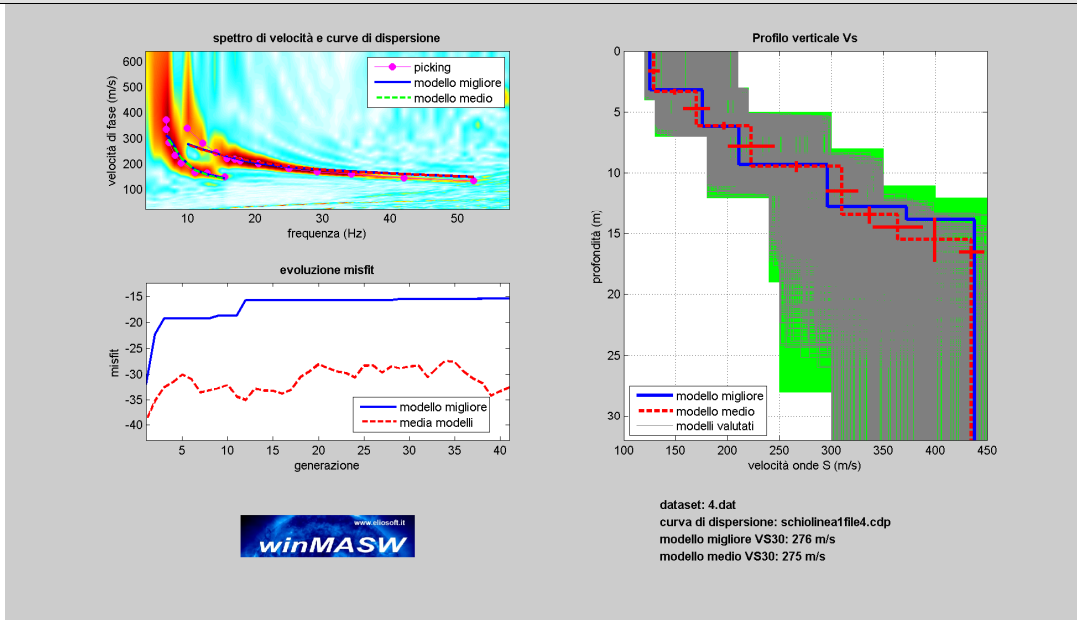 spettro di velocità e curve di dispersione
velocità di fase (m/s)
600
500
400
300
200
100
picking
modello migliore
modello medio
10
20
30
40
50
frequenza (Hz)
evoluzione misfit
misfit
-15
-20
-25
-30
-35
-40
modello migliore
media modelli
5
10
15
20
25
30
35
40
generazione
www.eliosoft.it
winMASW
Profilo verticale Vs
profondità (m)
0
5
10
15
20
25
30
modello migliore
modello medio
modelli valutati
100
150
200
250
300
350
400
450
velocità onde S (m/s)
dataset: 4.dat
curva di dispersione: schiolinea1file4.cdp
modello migliore VS30: 276 m/s
modello medio VS30: 275 m/s